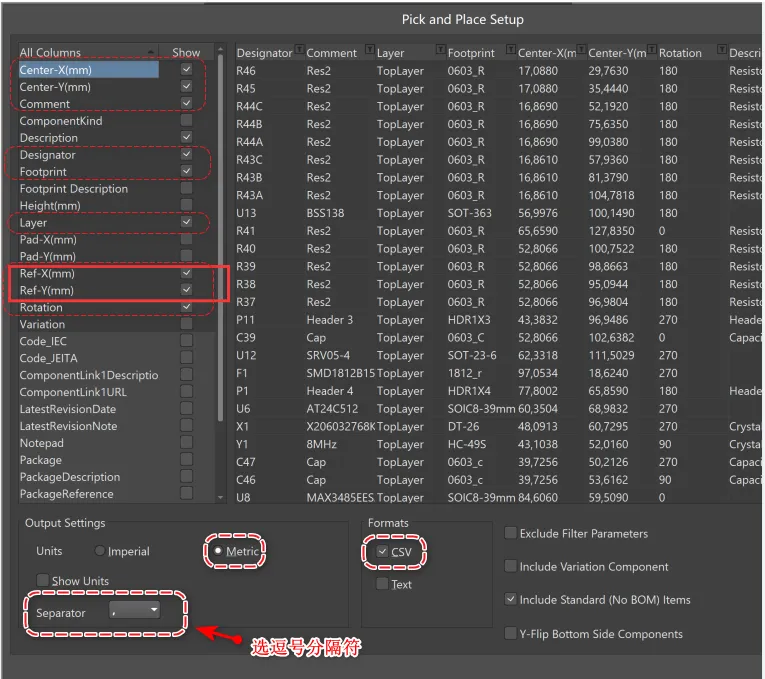 Pick and Place Setup
All Columns Show
Center-X(mm)
Center-Y(mm)
Comment
ComponentKind
Description
Designator
Footprint
Footprint Description
Height(mm)
Layer
Pad-X(mm)
Pad-Y(mm)
Ref-X(mm)
Ref-Y(mm)
Rotation
Variation
Code_IEC
Code_JEITA
ComponentLink1Descriptio
ComponentLink1URL
LatestRevisionDate
LatestRevisionNote
Notepad
Package
PackageDescription
PackageReference
Designator Comment Layer Footprint Center-X(m Center-Y(m Rotation Descri
R46 Res2 TopLayer 0603_R 17,0880 29,7630 180 Resisto
R45 Res2 TopLayer 0603_R 17,0880 35,4440 180 Resisto
R44C Res2 TopLayer 0603_R 16,8690 52,1920 180 Resisto
R44B Res2 TopLayer 0603_R 16,8690 75,6350 180 Resisto
R44A Res2 TopLayer 0603_R 16,8690 99,0380 180 Resisto
R43C Res2 TopLayer 0603_R 16,8610 57,9360 180 Resisto
R43B Res2 TopLayer 0603_R 16,8610 81,3790 180 Resisto
R43A Res2 TopLayer 0603_R 16,8610 104,7818 180 Resisto
U13 BSS138 TopLayer SOT-363 56,9976 100,1490 180
R41 Res2 TopLayer 0603_R 65,6590 127,8350 0 Resisto
R40 Res2 TopLayer 0603_R 52,8066 100,7522 180 Resisto
R39 Res2 TopLayer 0603_R 52,8066 98,8663 180 Resisto
R38 Res2 TopLayer 0603_R 52,8066 95,0944 180 Resisto
R37 Res2 TopLayer 0603_R 52,8066 96,9804 180 Resisto
P11 Header 3 TopLayer HDR1X3 43,3832 96,9486 270 Heade
C39 Cap TopLayer 0603_C 52,8066 102,6382 0 Capaci
U12 SRV05-4 TopLayer SOT-23-6 62,3318 111,5029 270
F1 SMD1812B15 TopLayer 1812_r 97,0534 18,6240 270
P1 Header 4 TopLayer HDR1X4 77,8002 65,8590 180 Heade
U6 AT24C512 TopLayer SOIC8-39mm 60,3504 68,9832 270
X1 X206032768K TopLayer DT-26 48,0913 60,7295 270 Crystal
Y1 8MHz TopLayer HC-49S 43,1038 52,0160 90 Crystal
C47 Cap TopLayer 0603_c 39,7256 50,2126 270 Capaci
C46 Cap TopLayer 0603_c 39,7256 53,6162 90 Capaci
U8 MAX3485EES TopLayer SOIC8-39mm 84,6060 59,5090 0
Output Settings
Units Imperial Metric
Show Units
Separator ,
选逗号分隔符
Formats
CSV
Text
Exclude Filter Parameters
Include Variation Component
Include Standard (No BOM) Items
Y-Flip Bottom Side Components